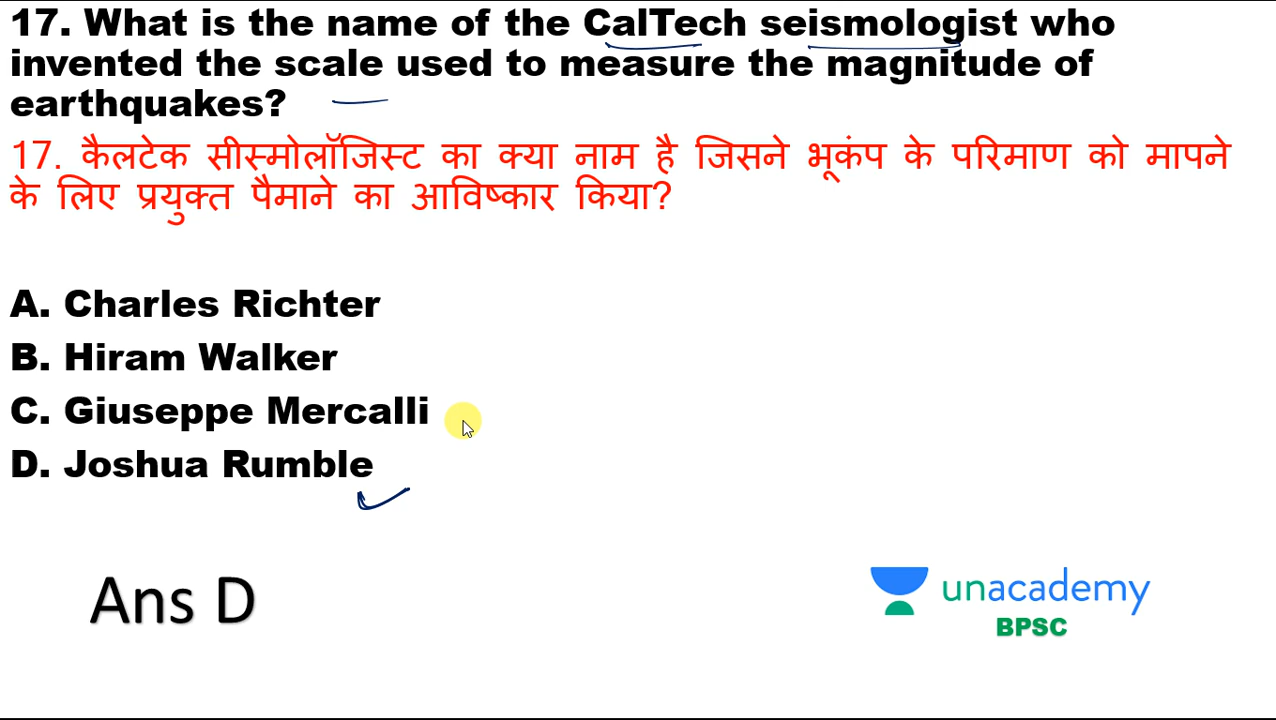 17. What is the name of the CalTech seismologist who
invented the scale used to measure the magnitude of
earthquakes?
17. कैलटेक सीस्मोलॉजिस्ट का क्या नाम है जिसने भूकंप के परिमाण को मापने
के लिए प्रयुक्त पैमाने का आविष्कार किया?
A. Charles Richter
B. Hiram Walker
C. Giuseppe Mercalli
D. Joshua Rumble
Ans D
unacademy
BPSC